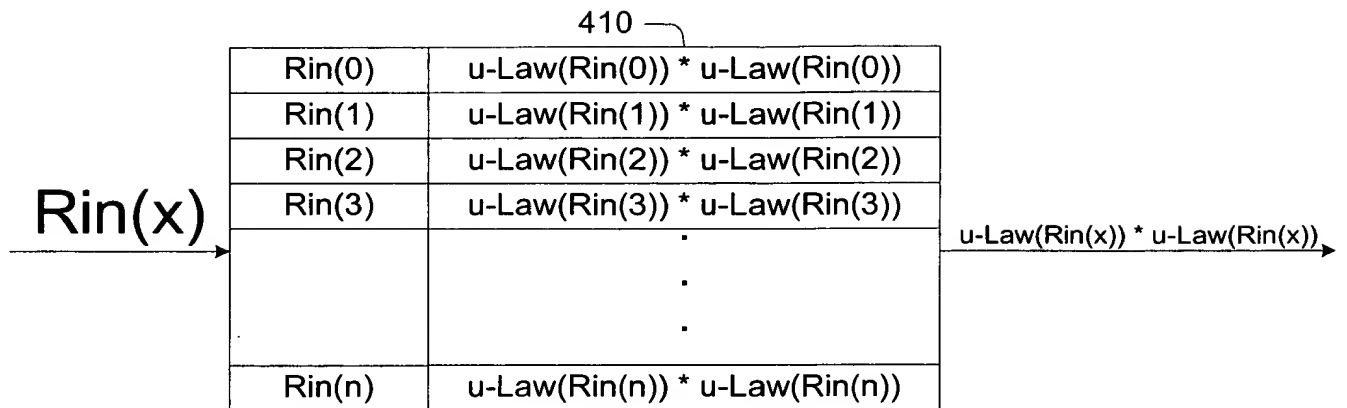 410
Rin(0) u-Law(Rin(0)) * u-Law(Rin(0))
Rin(1) u-Law(Rin(1)) * u-Law(Rin(1))
Rin(2) u-Law(Rin(2)) * u-Law(Rin(2))
Rin(3) u-Law(Rin(3)) * u-Law(Rin(3))
Rin(x)
u-Law(Rin(x)) * u-Law(Rin(x))
.
.
.
Rin(n) u-Law(Rin(n)) * u-Law(Rin(n))